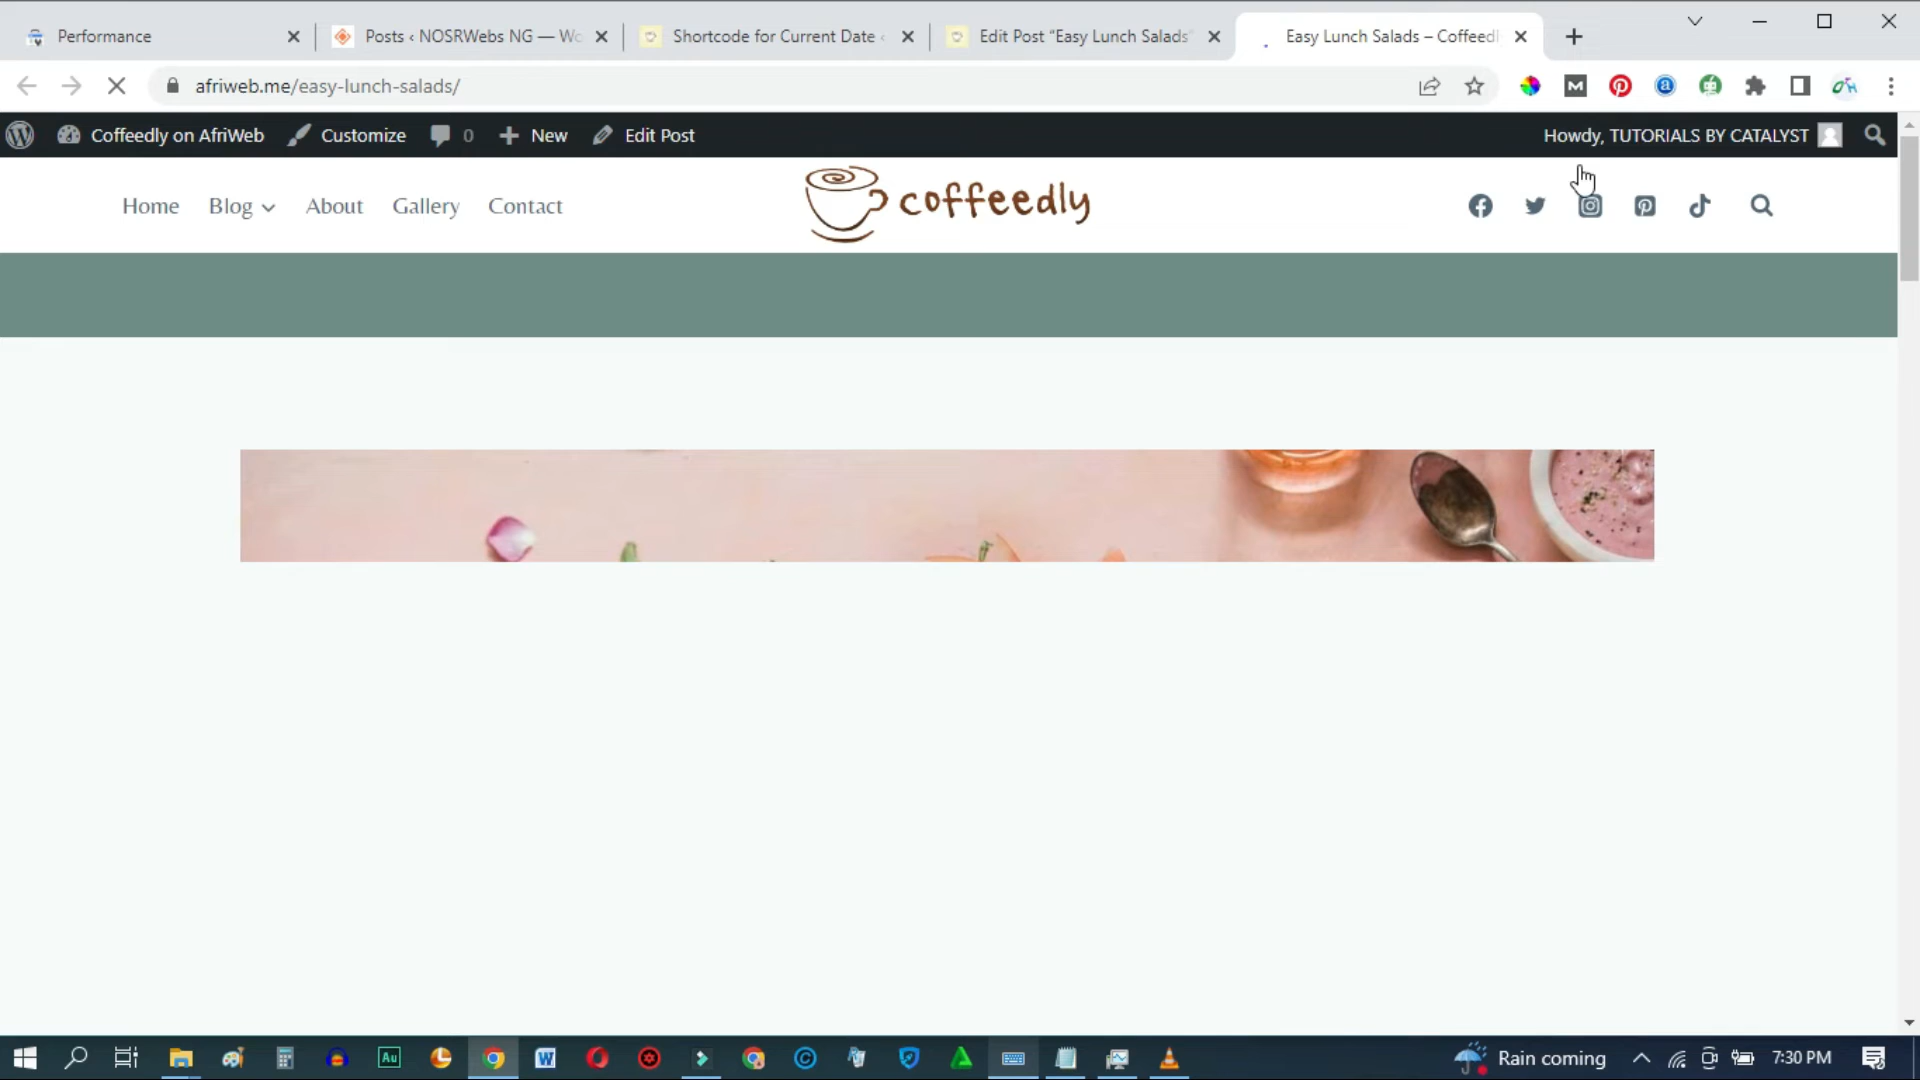 Performance
Posts ‹ NOSRWebs NG — Wo
Shortcode for Current Date ‹
Edit Post “Easy Lunch Salads”
Easy Lunch Salads – Coffeedl
afriweb.me/easy-lunch-salads/
Coffeedly on AfriWeb
Customize
0
New
Edit Post
Howdy, TUTORIALS BY CATALYST
Home
Blog
About
Gallery
Contact
coffeedly
Rain coming
7:30 PM